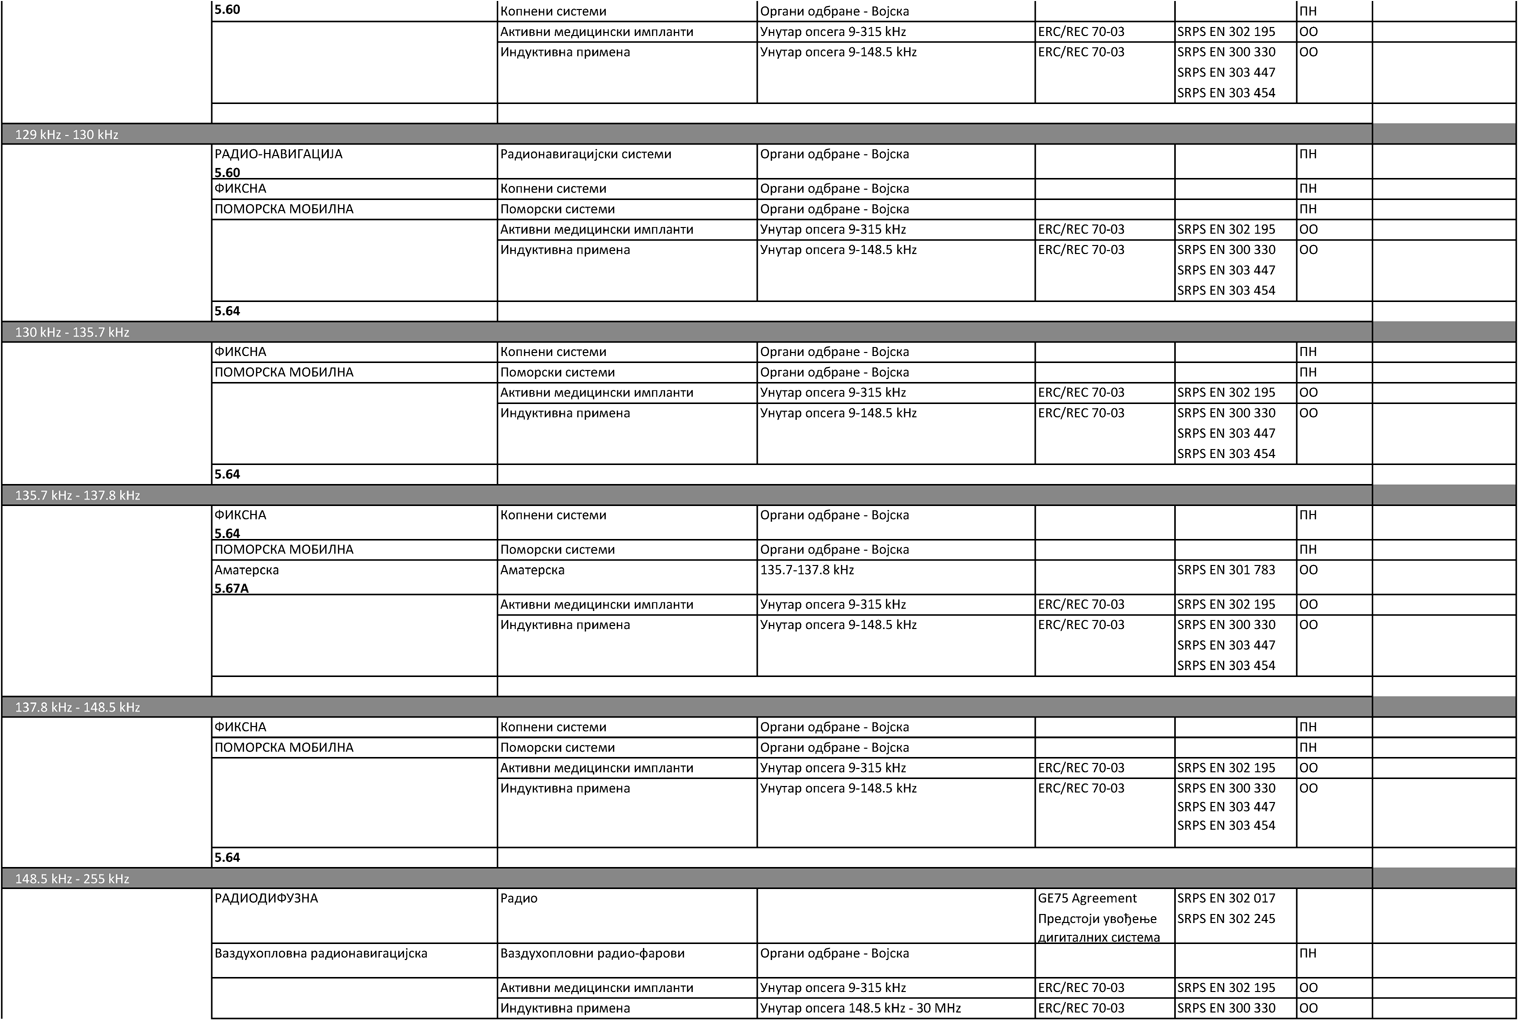 5.60 Копнени системи Органи одбране - Војска ПН
Активни медицински импланти Унутар опсега 9-315 kHz ERC/REC 70-03 SRPS EN 302 195 ОО
Индуктивна примена Унутар опсега 9-148.5 kHz ERC/REC 70-03 SRPS EN 300 330 ОО
SRPS EN 303 447
SRPS EN 303 454
129 kHz - 130 kHz
РАДИО-НАВИГАЦИЈА Радионавигацијски системи Органи одбране - Војска ПН
5.60
ФИКСНА Копнени системи Органи одбране - Војска ПН
ПОМОРСКА МОБИЛНА Поморски системи Органи одбране - Војска ПН
Активни медицински импланти Унутар опсега 9-315 kHz ERC/REC 70-03 SRPS EN 302 195 ОО
Индуктивна примена Унутар опсега 9-148.5 kHz ERC/REC 70-03 SRPS EN 300 330 ОО
SRPS EN 303 447
SRPS EN 303 454
5.64
130 kHz - 135.7 kHz
ФИКСНА Копнени системи Органи одбране - Војска ПН
ПОМОРСКА МОБИЛНА Поморски системи Органи одбране - Војска ПН
Активни медицински импланти Унутар опсега 9-315 kHz ERC/REC 70-03 SRPS EN 302 195 ОО
Индуктивна примена Унутар опсега 9-148.5 kHz ERC/REC 70-03 SRPS EN 300 330 ОО
SRPS EN 303 447
SRPS EN 303 454
5.64
135.7 kHz - 137.8 kHz
ФИКСНА Копнени системи Органи одбране - Војска ПН
5.64
ПОМОРСКА МОБИЛНА Поморски системи Органи одбране - Војска ПН
Аматерска Аматерска 135.7-137.8 kHz SRPS EN 301 783 ОО
5.67A
Активни медицински импланти Унутар опсега 9-315 kHz ERC/REC 70-03 SRPS EN 302 195 ОО
Индуктивна примена Унутар опсега 9-148.5 kHz ERC/REC 70-03 SRPS EN 300 330 ОО
SRPS EN 303 447
SRPS EN 303 454
137.8 kHz - 148.5 kHz
ФИКСНА Копнени системи Органи одбране - Војска ПН
ПОМОРСКА МОБИЛНА Поморски системи Органи одбране - Војска ПН
Активни медицински импланти Унутар опсега 9-315 kHz ERC/REC 70-03 SRPS EN 302 195 ОО
Индуктивна примена Унутар опсега 9-148.5 kHz ERC/REC 70-03 SRPS EN 300 330 ОО
SRPS EN 303 447
SRPS EN 303 454
5.64
148.5 kHz - 255 kHz
РАДИОДИФУЗНА Радио GE75 Agreement SRPS EN 302 017
Предстоји увођење SRPS EN 302 245
дигиталних система
Ваздухопловна радионавигацијска Ваздухопловни радио-фарови Органи одбране - Војска ПН
Активни медицински импланти Унутар опсега 9-315 kHz ERC/REC 70-03 SRPS EN 302 195 ОО
Индуктивна примена Унутар опсега 148.5 kHz - 30 MHz ERC/REC 70-03 SRPS EN 300 330 ОО